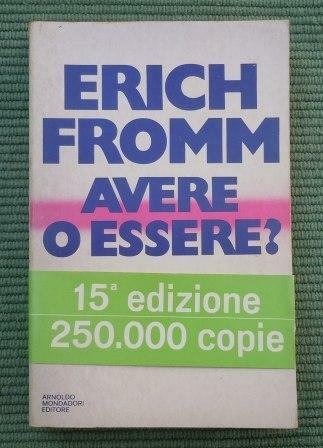 ERICH
FROMM
AVERE
O ESSERE?
15ª edizione
250.000 copie
ARNOLDO
MONDADORI
EDITORE